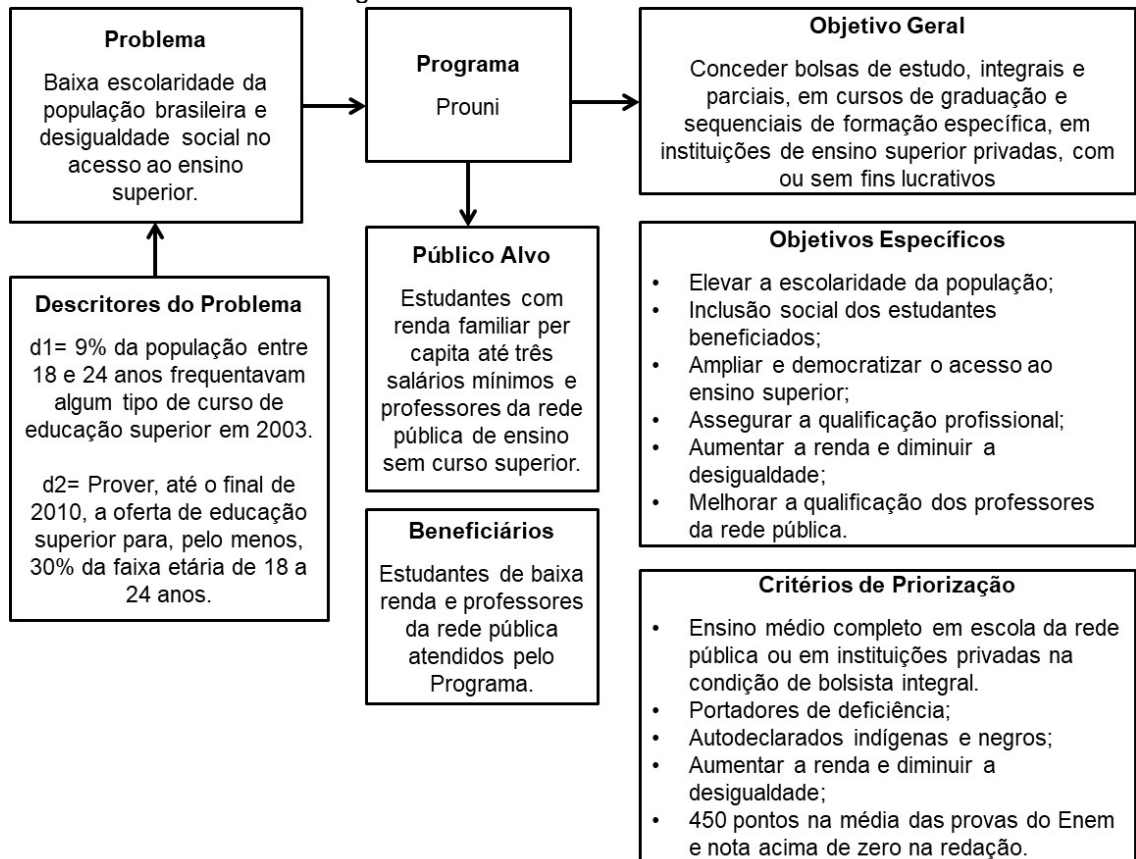 Problema
Baixa escolaridade da
população brasileira e
desigualdade social no
acesso ao ensino
superior.
Descritores do Problema
d1= 9% da população entre
18 e 24 anos frequentavam
algum tipo de curso de
educação superior em 2003.
d2= Prover, até o final de
2010, a oferta de educação
superior para, pelo menos,
30% da faixa etária de 18 a
24 anos.
Programa
Prouni
Público Alvo
Estudantes com
renda familiar per
capita até três
salários mínimos e
professores da rede
pública de ensino
sem curso superior.
Beneficiários
Estudantes de baixa
renda e professores
da rede pública
atendidos pelo
Programa.
Objetivo Geral
Conceder bolsas de estudo, integrais e
parciais, em cursos de graduação e
sequenciais de formação específica, em
instituições de ensino superior privadas, com
ou sem fins lucrativos
Objetivos Específicos
• Elevar a escolaridade da população;
• Inclusão social dos estudantes
beneficiados;
• Ampliar e democratizar o acesso ao
ensino superior;
• Assegurar a qualificação profissional;
• Aumentar a renda e diminuir a
desigualdade;
• Melhorar a qualificação dos professores
da rede pública.
Critérios de Priorização
• Ensino médio completo em escola da rede
pública ou em instituições privadas na
condição de bolsista integral.
• Portadores de deficiência;
• Autodeclarados indígenas e negros;
• Aumentar a renda e diminuir a
desigualdade;
• 450 pontos na média das provas do Enem
e nota acima de zero na redação.